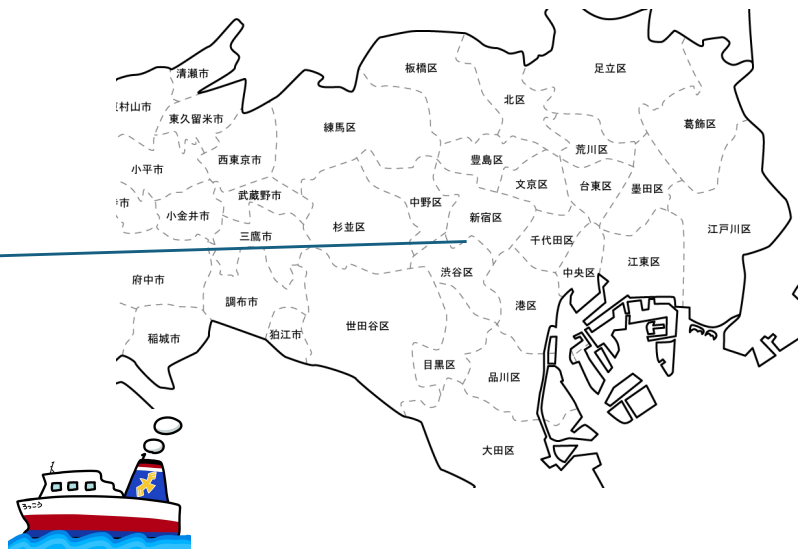 清瀬市
板橋区
足立区
村山市
東久留米市
練馬区
北区
葛飾区
西東京市
豊島区
荒川区
小平市
文京区
台東区
墨田区
武蔵野市
中野区
市
小金井市
杉並区
新宿区
江戸川区
三鷹市
千代田区
渋谷区
中央区
江東区
府中市
調布市
港区
稲城市
狛江市
世田谷区
目黒区
品川区
大田区
ろっこう